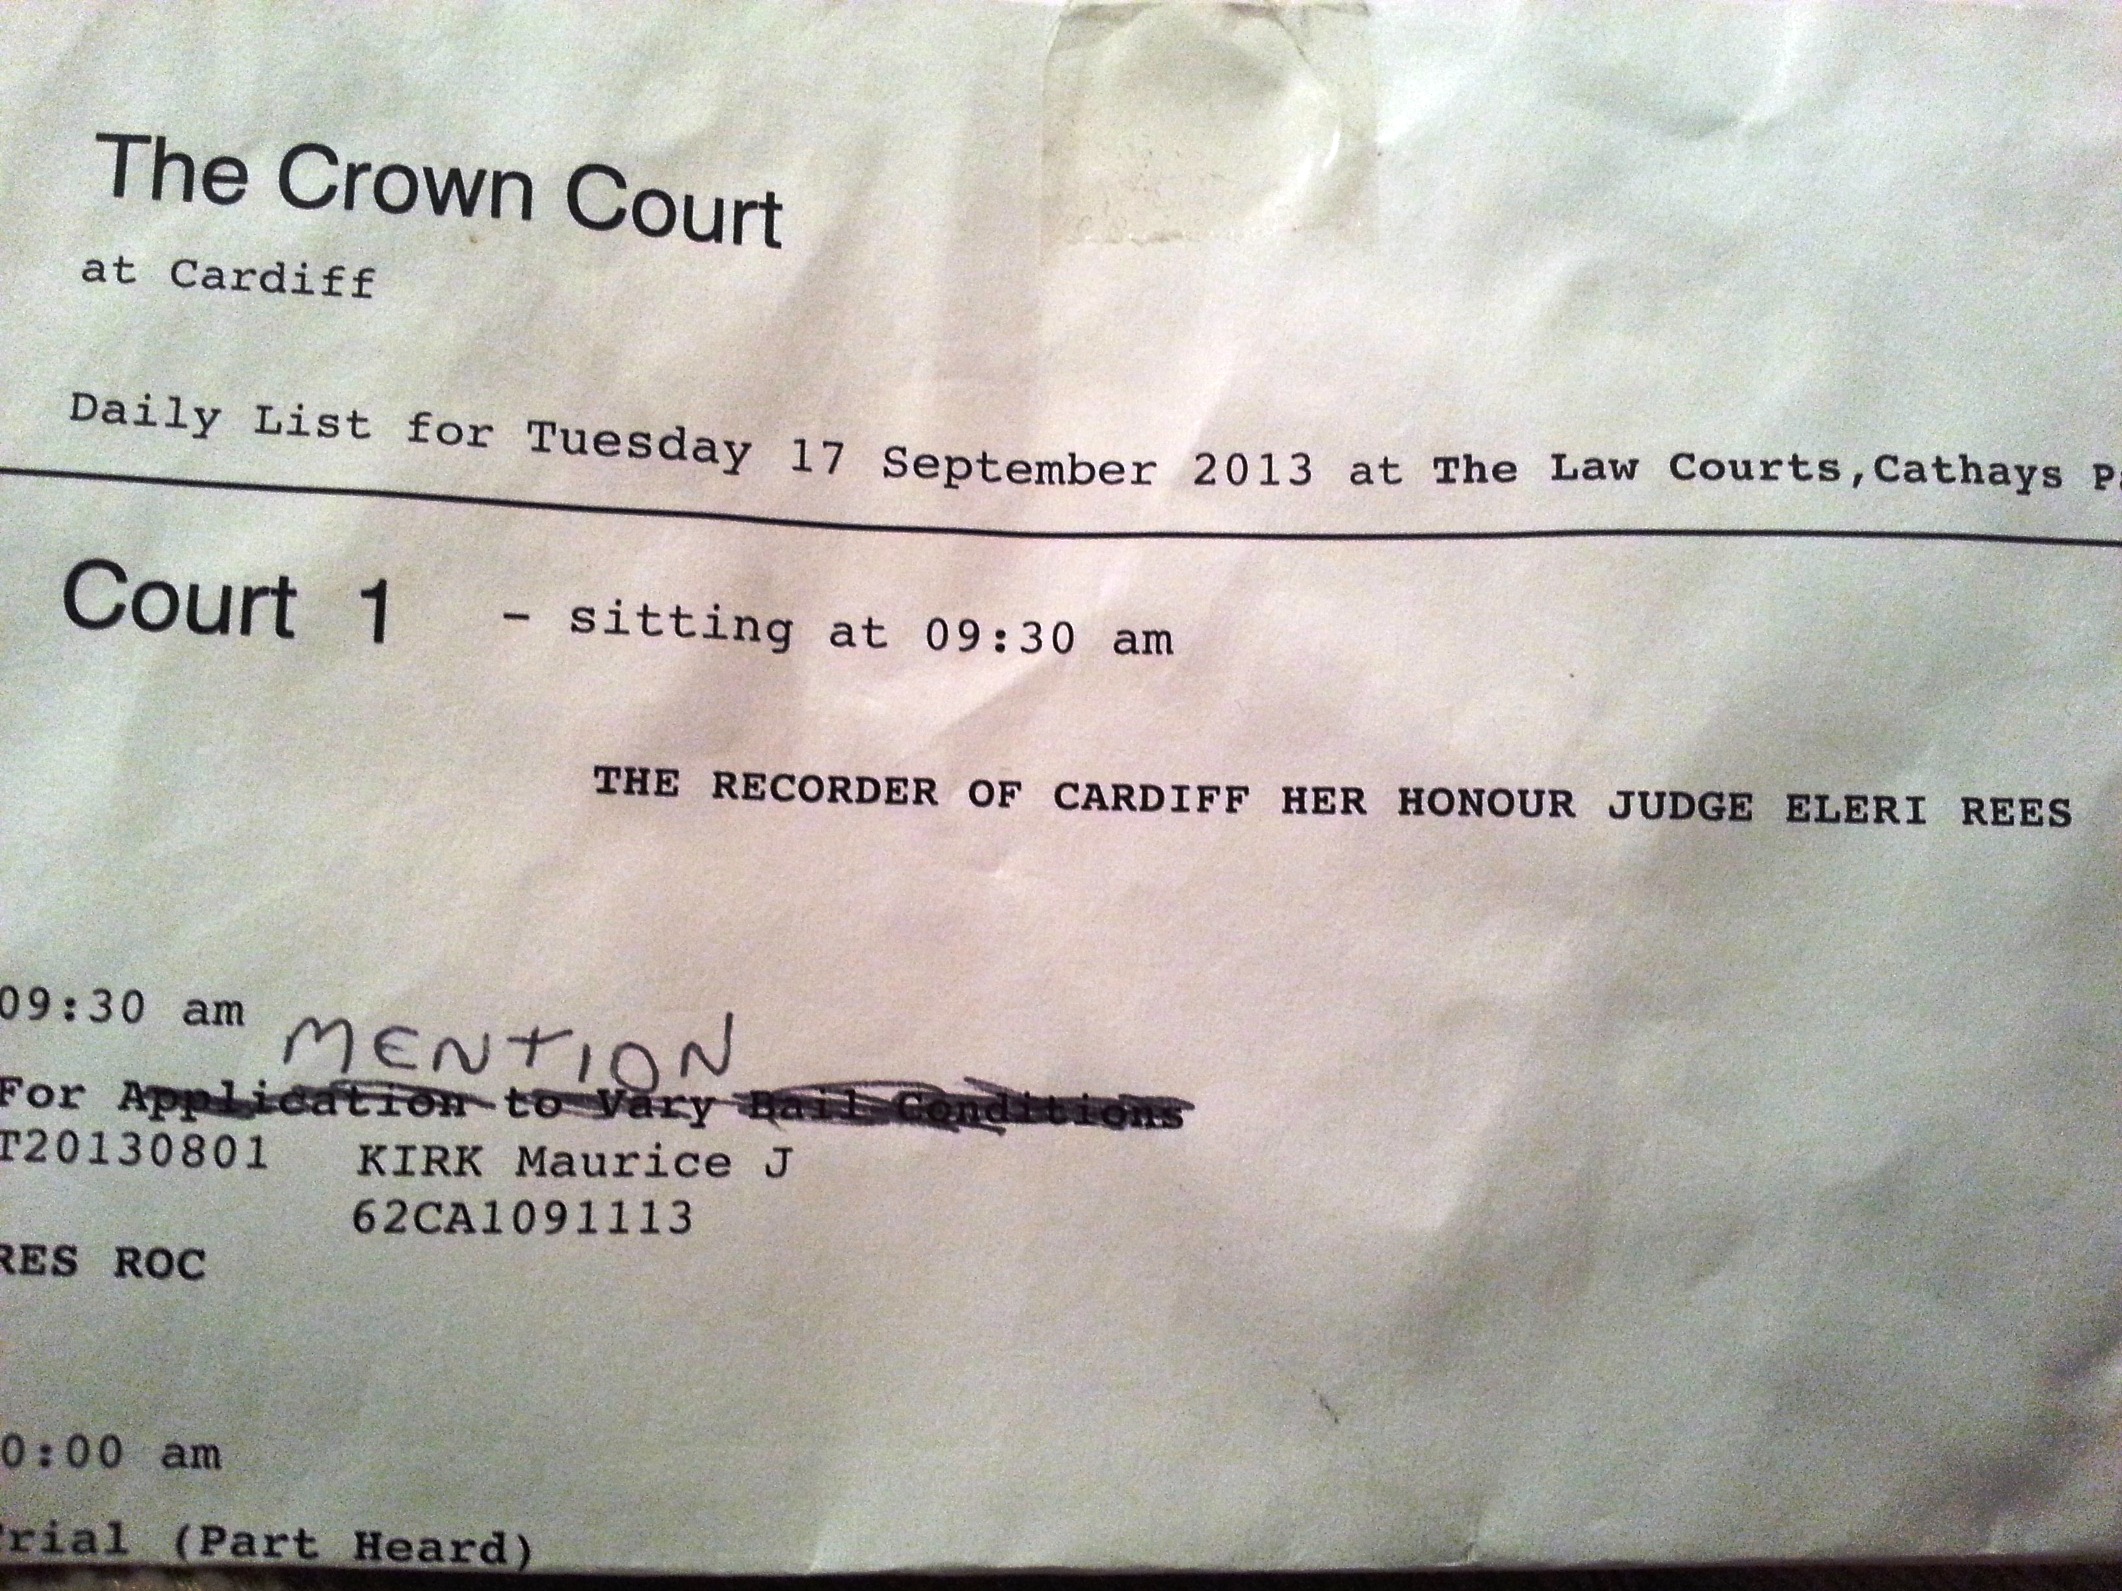 The Crown Court
at Cardiff
Daily List for Tuesday 17 September 2013 at The Law Courts,Cathays
Court 1 - sitting at 09:30 am
THE RECORDER OF CARDIFF HER HONOUR JUDGE ELERI REES
09:30 am
MENTION
For Application to Vary Bail Conditions
T20130801 KIRK Maurice J
62CA1091113
RES ROC
0:00 am
rial (Part Heard)